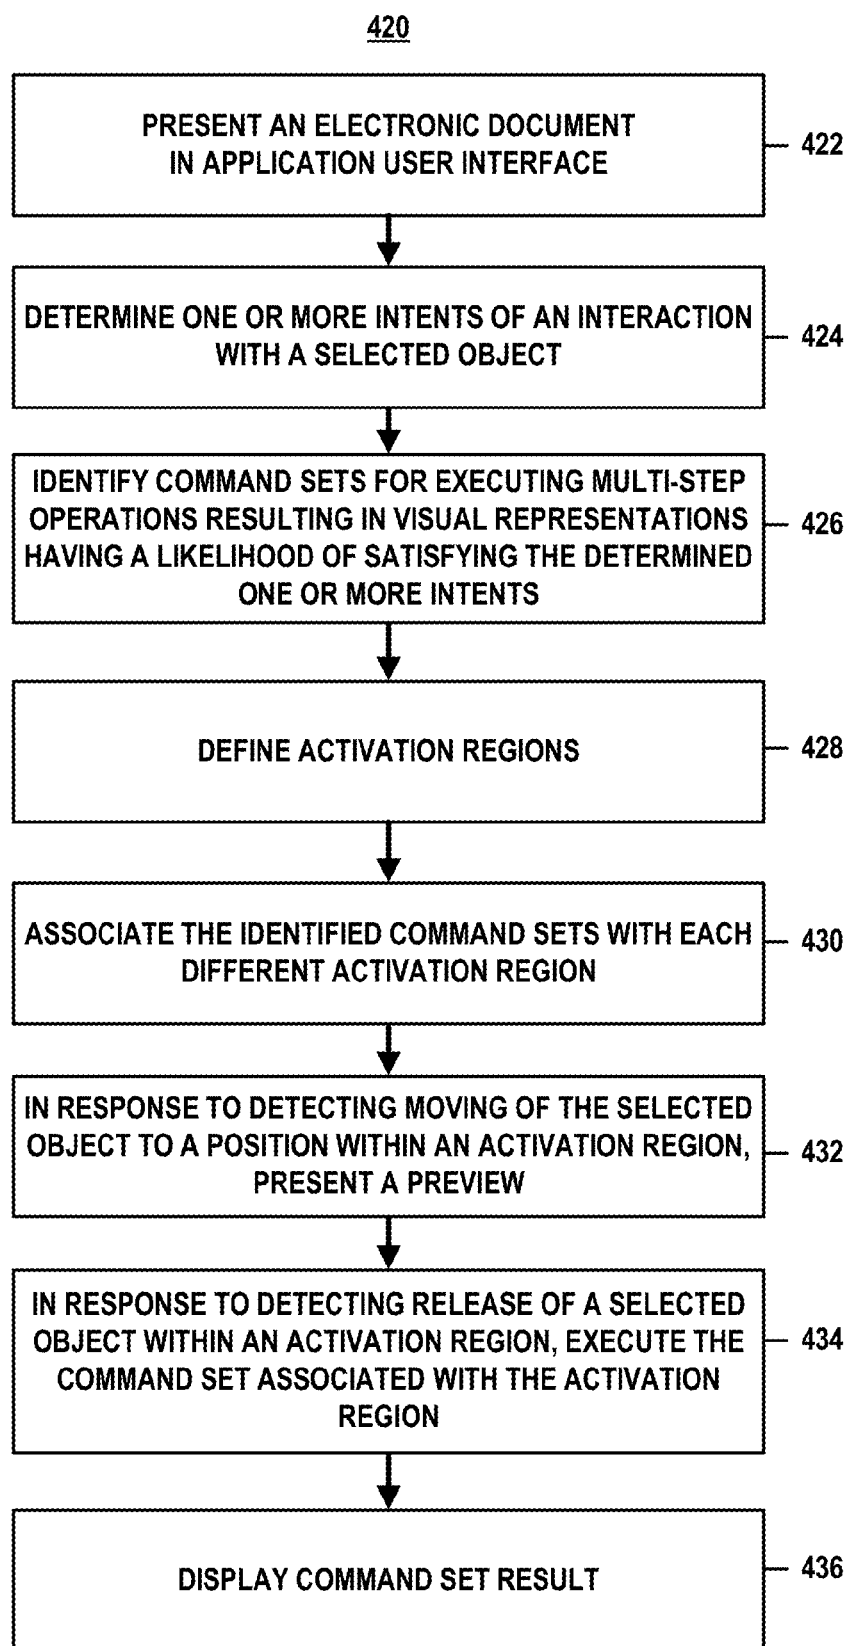 420
PRESENT AN ELECTRONIC DOCUMENT
IN APPLICATION USER INTERFACE
422
DETERMINE ONE OR MORE INTENTS OF AN INTERACTION
WITH A SELECTED OBJECT
424
IDENTIFY COMMAND SETS FOR EXECUTING MULTI-STEP
OPERATIONS RESULTING IN VISUAL REPRESENTATIONS
HAVING A LIKELIHOOD OF SATISFYING THE DETERMINED
ONE OR MORE INTENTS
426
DEFINE ACTIVATION REGIONS
428
ASSOCIATE THE IDENTIFIED COMMAND SETS WITH EACH
DIFFERENT ACTIVATION REGION
430
IN RESPONSE TO DETECTING MOVING OF THE SELECTED
OBJECT TO A POSITION WITHIN AN ACTIVATION REGION,
PRESENT A PREVIEW
432
IN RESPONSE TO DETECTING RELEASE OF A SELECTED
OBJECT WITHIN AN ACTIVATION REGION, EXECUTE THE
COMMAND SET ASSOCIATED WITH THE ACTIVATION
REGION
434
DISPLAY COMMAND SET RESULT
436